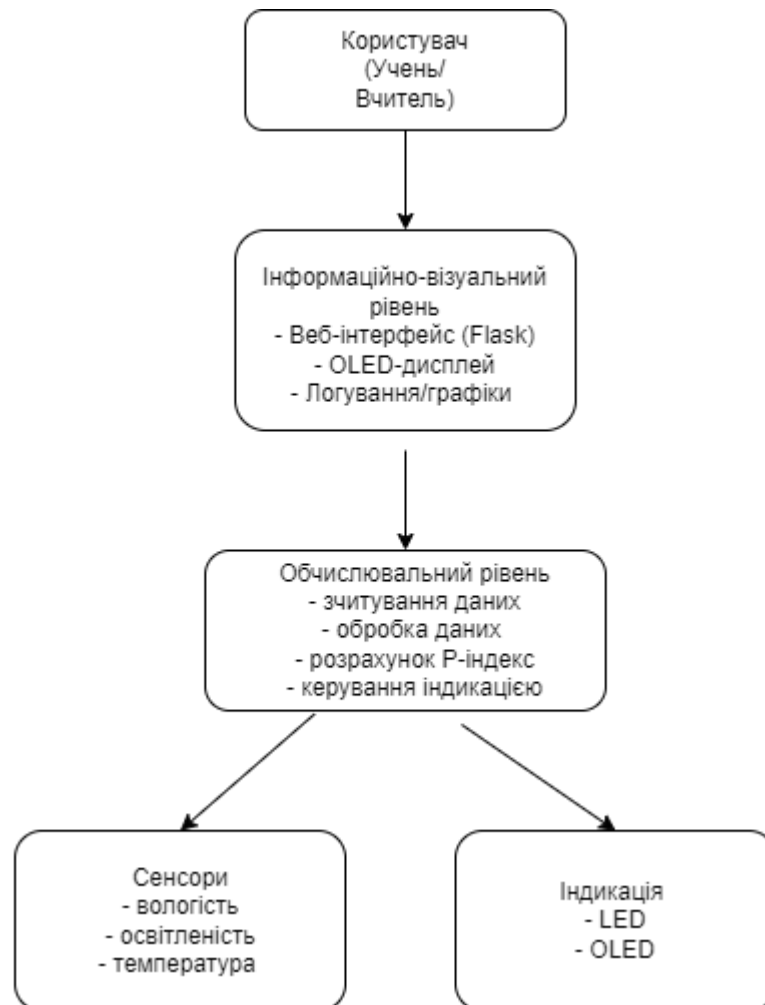 Користувач
(Учень/
Вчитель)
Інформаційно-візуальний
рівень
- Веб-інтерфейс (Flask)
- OLED-дисплей
- Логування/графіки
Обчислювальний рівень
- зчитування даних
- обробка даних
- розрахунок P-індекс
- керування індикацією
Сенсори
- вологість
- освітленість
- температура
Індикація
- LED
- OLED